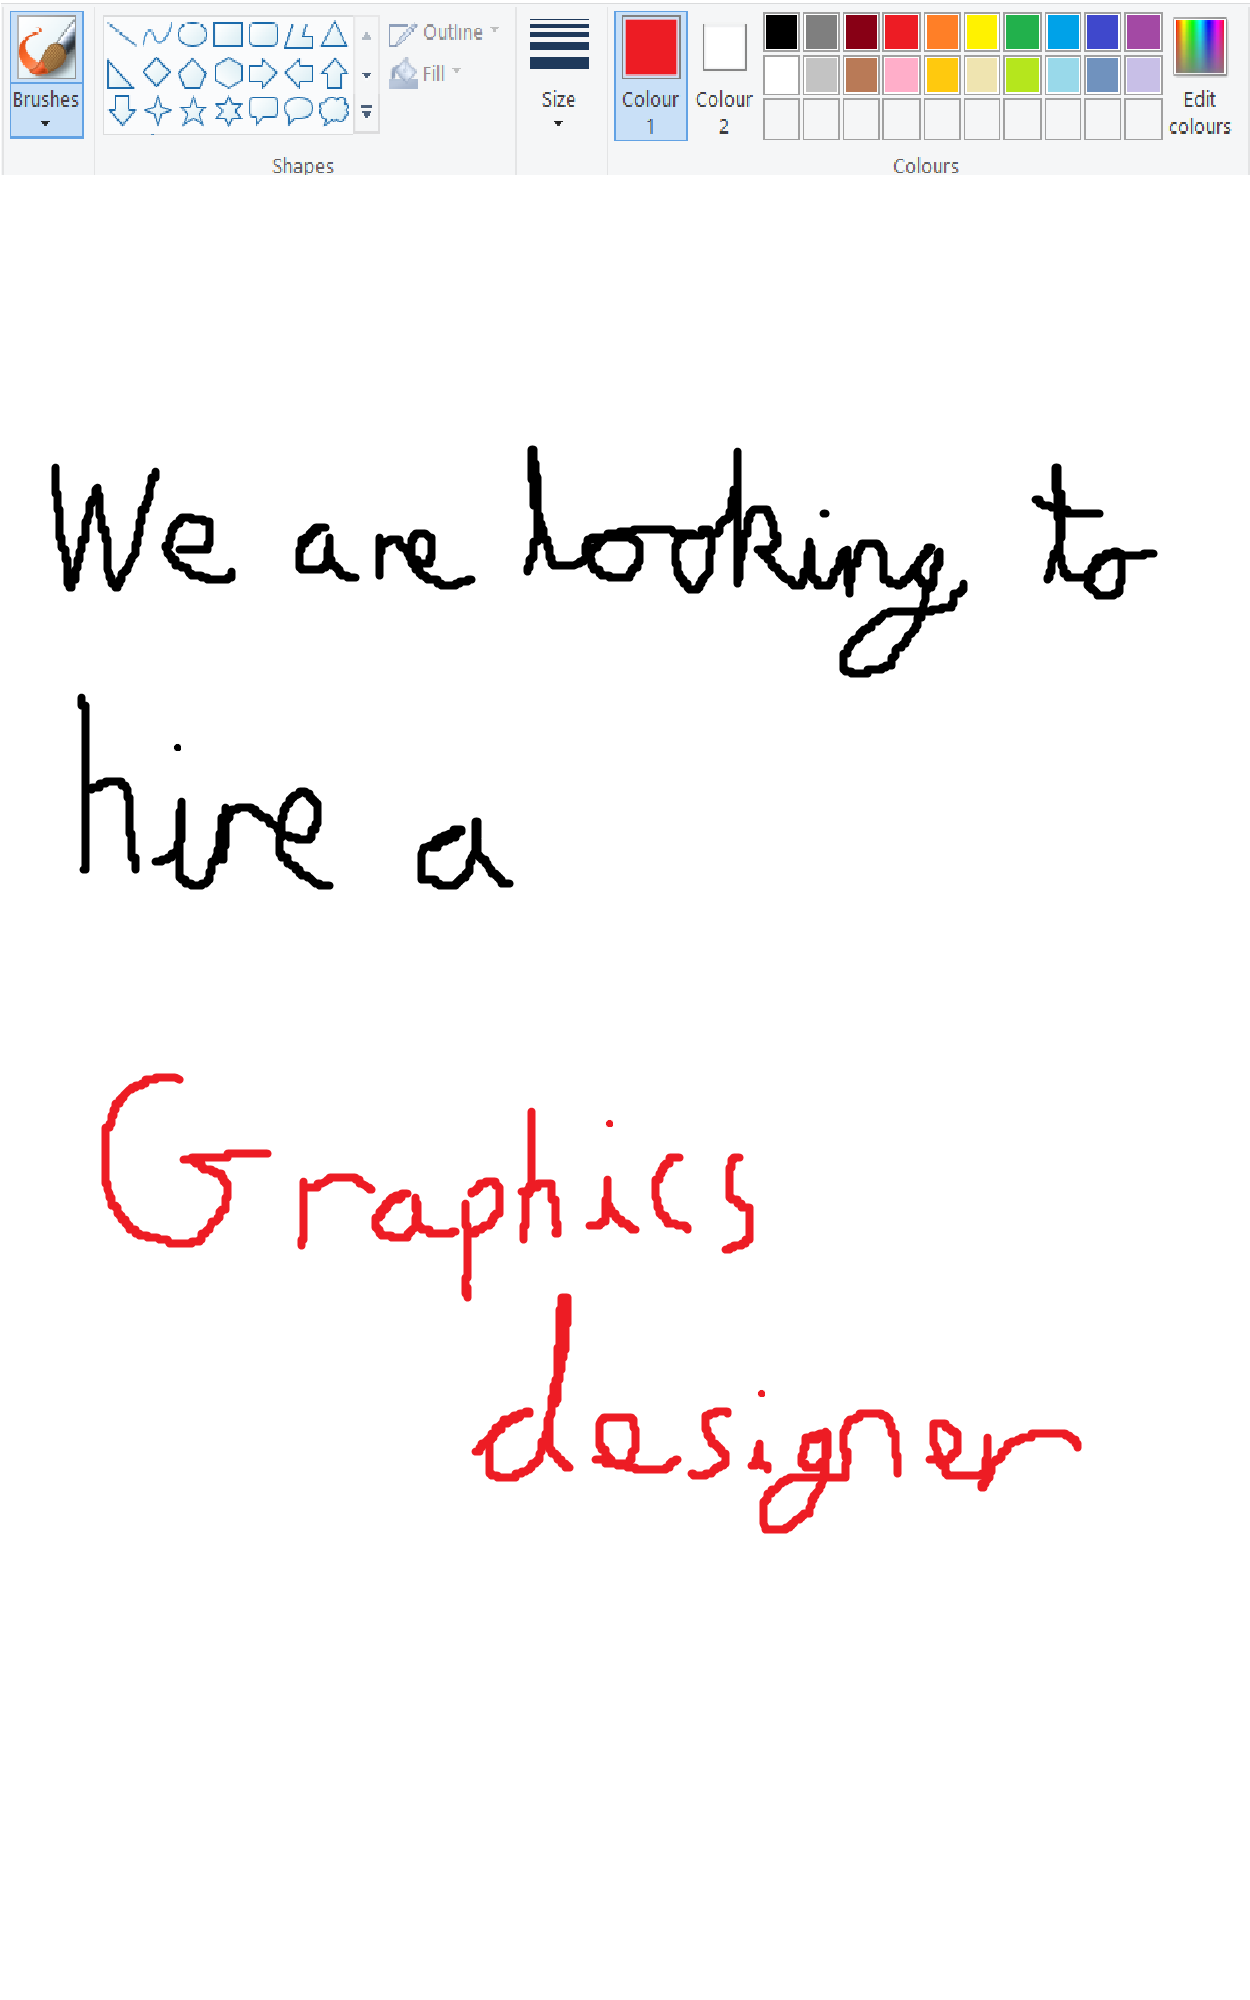 Outline
Fill
Brushes
Size
Colour 1
Colour 2
Edit colours
Shapes
Colours
We are looking to
hire a
Graphics
designer